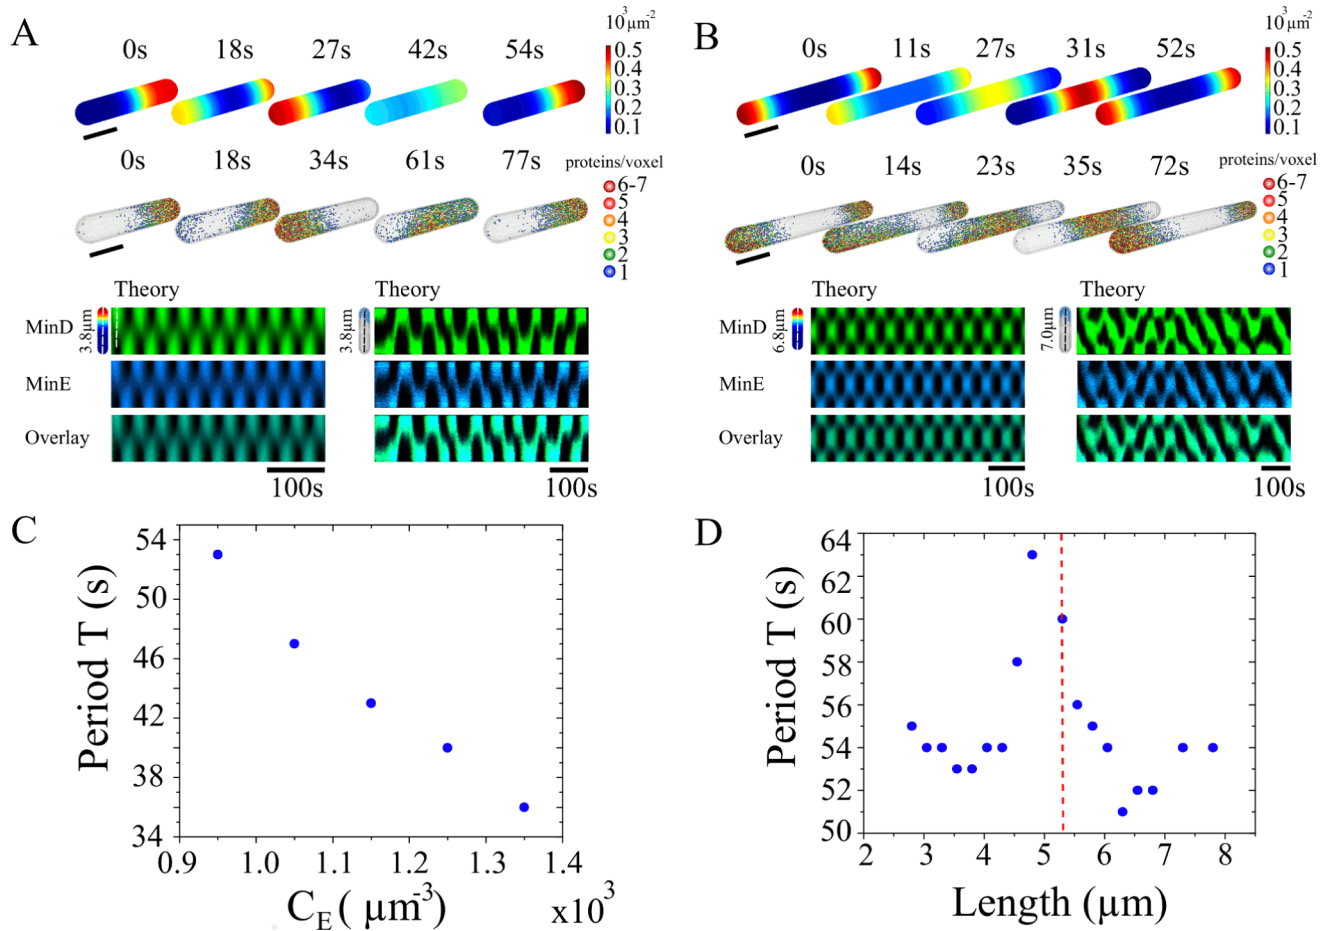 A
0s 18s 27s 42s 54s
10³ µm⁻²
0.5
0.4
0.3
0.2
0.1
0s 18s 34s 61s 77s
proteins/voxel
6-7
5
4
3
2
1
Theory
Theory
MinD
3.8µm
3.8µm
MinE
Overlay
100s
100s
B
0s 11s 27s 31s 52s
10³ µm⁻²
0.5
0.4
0.3
0.2
0.1
0s 14s 23s 35s 72s
proteins/voxel
6-7
5
4
3
2
1
Theory
Theory
MinD
6.8µm
7.0µm
MinE
Overlay
100s
100s
C
Period T (s)
54
50
46
42
38
34
0.9 1.0 1.1 1.2 1.3 1.4
C_E ( µm⁻³)
x10³
D
Period T (s)
64
62
60
58
56
54
52
50
2 3 4 5 6 7 8
Length (µm)